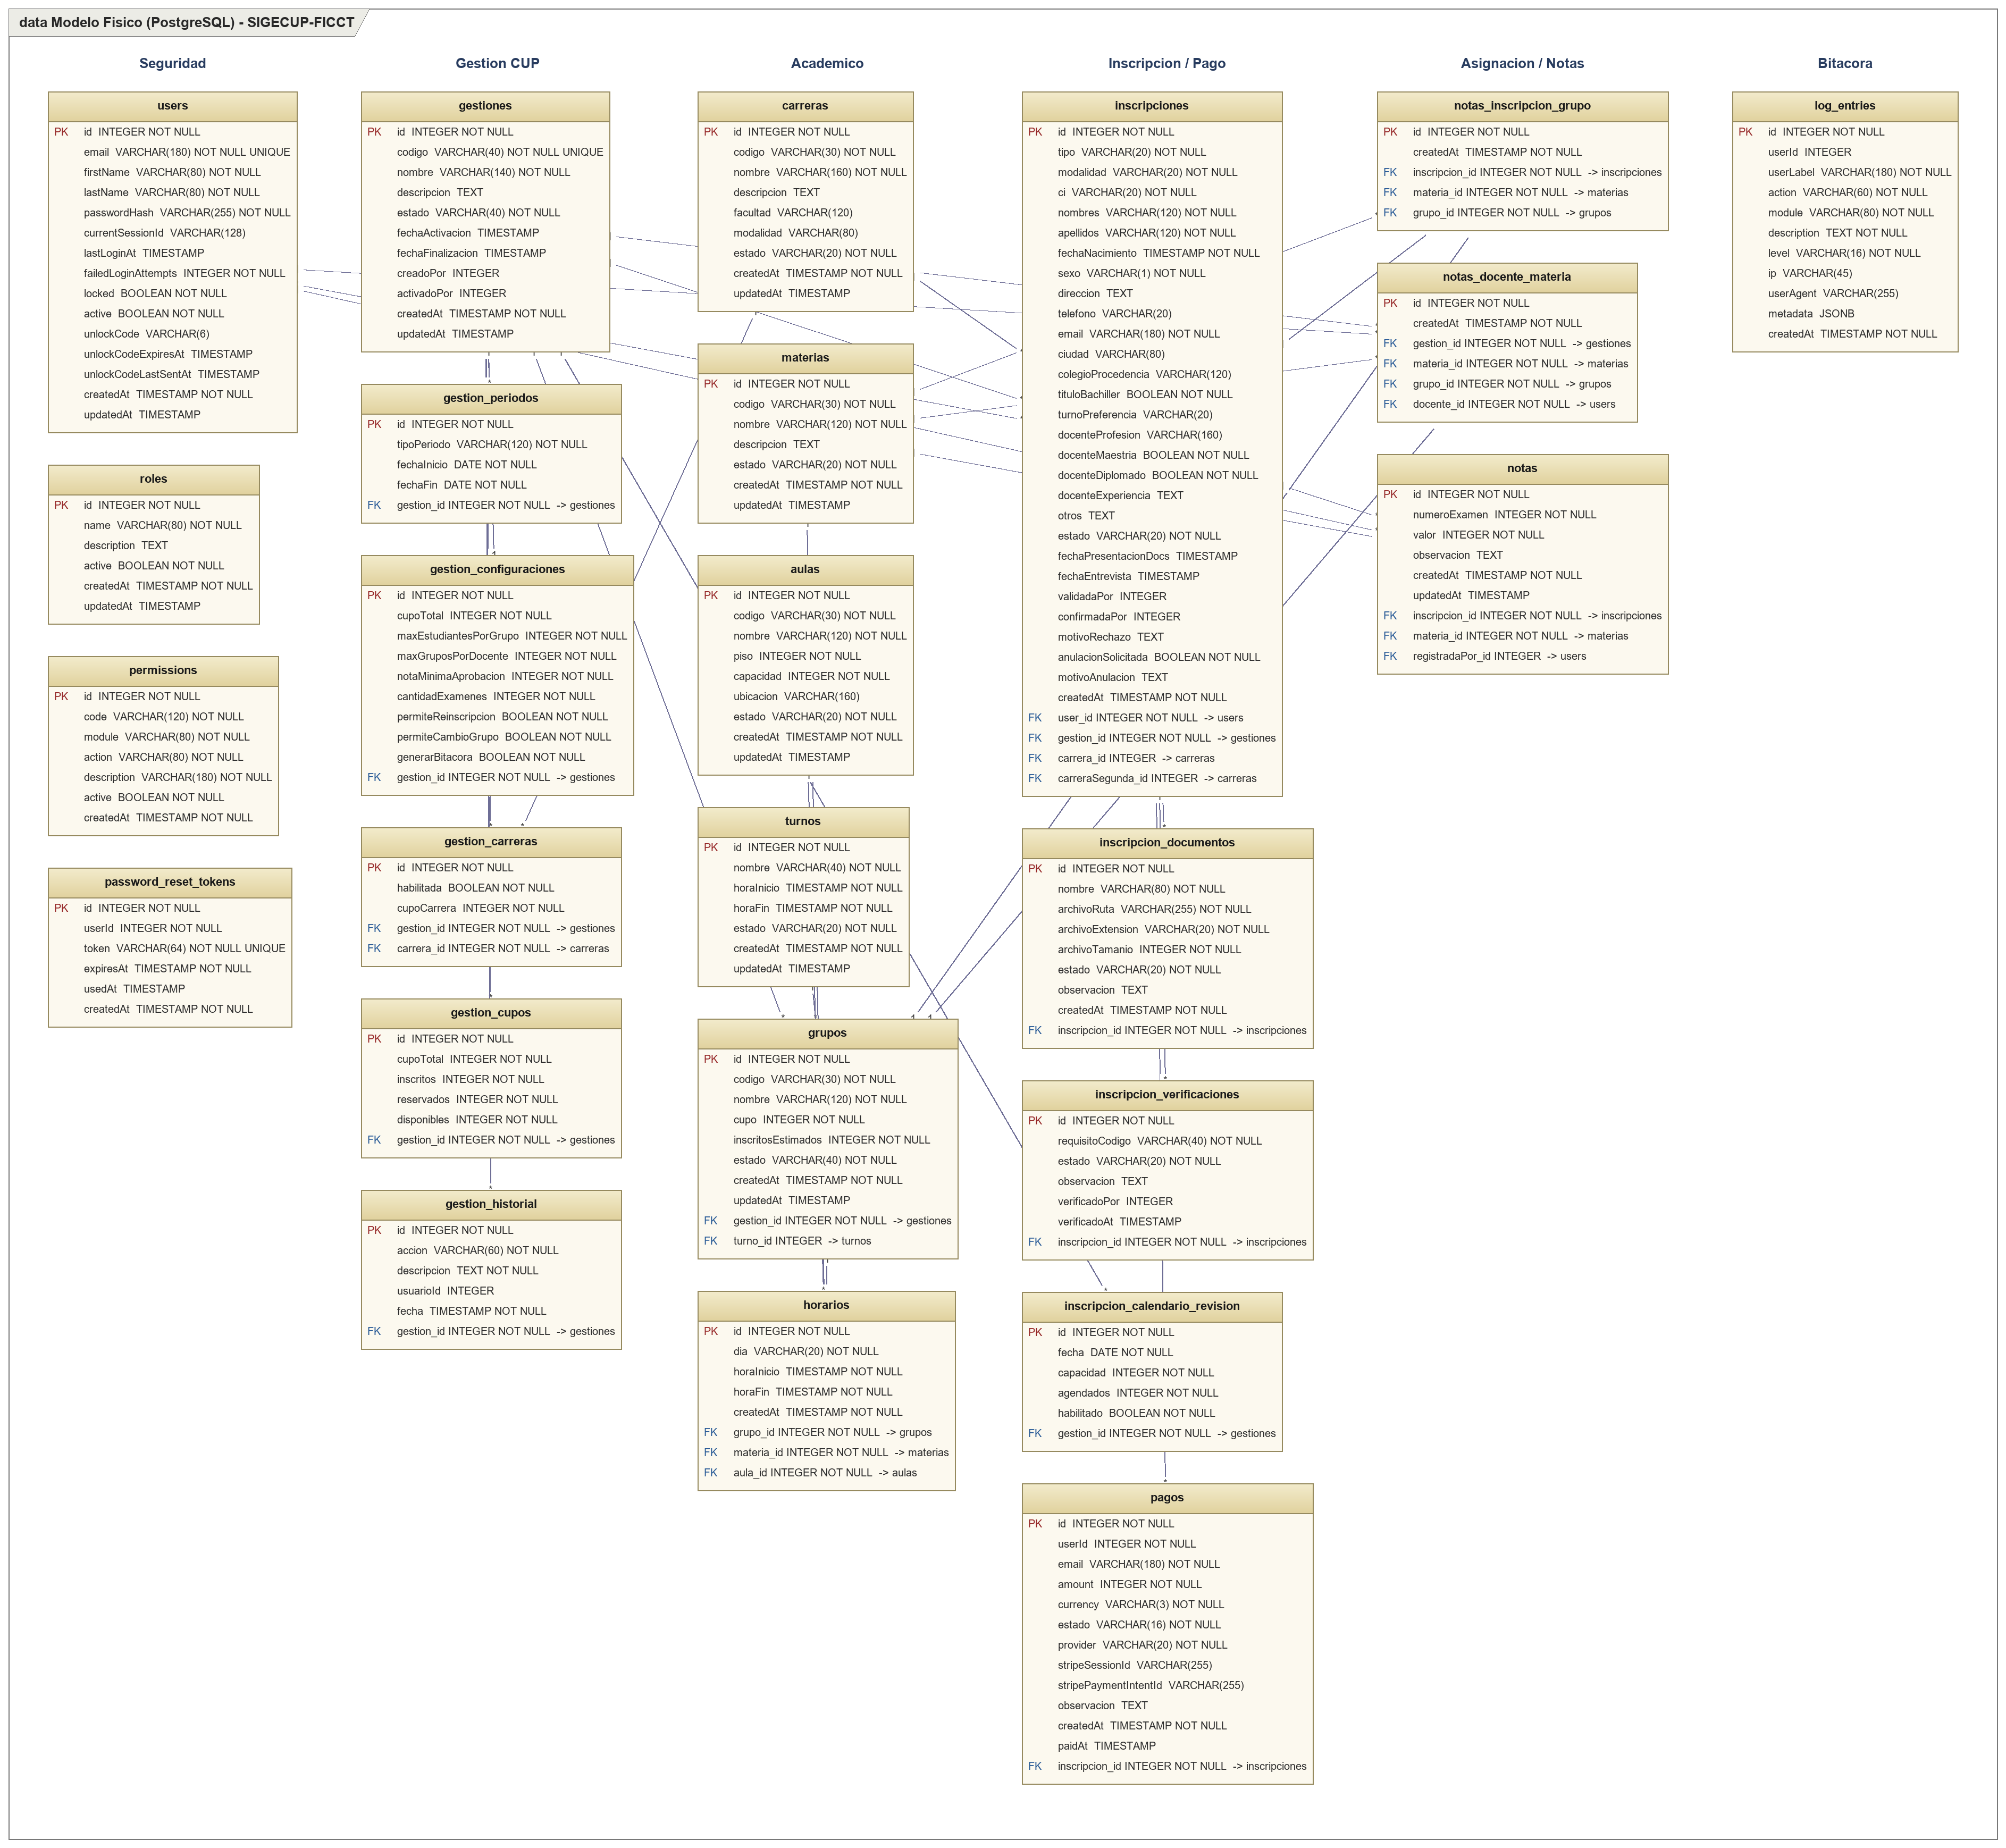 data Modelo Fisico (PostgreSQL) - SIGECUP-FICCT
Seguridad
users
PK id INTEGER NOT NULL
email VARCHAR(180) NOT NULL UNIQUE
firstName VARCHAR(80) NOT NULL
lastName VARCHAR(80) NOT NULL
passwordHash VARCHAR(255) NOT NULL
currentSessionId VARCHAR(128)
lastLoginAt TIMESTAMP
failedLoginAttempts INTEGER NOT NULL
locked BOOLEAN NOT NULL
active BOOLEAN NOT NULL
unlockCode VARCHAR(6)
unlockCodeExpiresAt TIMESTAMP
unlockCodeLastSentAt TIMESTAMP
createdAt TIMESTAMP NOT NULL
updatedAt TIMESTAMP
roles
PK id INTEGER NOT NULL
name VARCHAR(80) NOT NULL
description TEXT
active BOOLEAN NOT NULL
createdAt TIMESTAMP NOT NULL
updatedAt TIMESTAMP
permissions
PK id INTEGER NOT NULL
code VARCHAR(120) NOT NULL
module VARCHAR(80) NOT NULL
action VARCHAR(80) NOT NULL
description VARCHAR(180) NOT NULL
active BOOLEAN NOT NULL
createdAt TIMESTAMP NOT NULL
password_reset_tokens
PK id INTEGER NOT NULL
userId INTEGER NOT NULL
token VARCHAR(64) NOT NULL UNIQUE
expiresAt TIMESTAMP NOT NULL
usedAt TIMESTAMP
createdAt TIMESTAMP NOT NULL
Gestion CUP
gestiones
PK id INTEGER NOT NULL
codigo VARCHAR(40) NOT NULL UNIQUE
nombre VARCHAR(140) NOT NULL
descripcion TEXT
estado VARCHAR(40) NOT NULL
fechaActivacion TIMESTAMP
fechaFinalizacion TIMESTAMP
creadoPor INTEGER
activadoPor INTEGER
createdAt TIMESTAMP NOT NULL
updatedAt TIMESTAMP
gestion_periodos
PK id INTEGER NOT NULL
tipoPeriodo VARCHAR(120) NOT NULL
fechaInicio DATE NOT NULL
fechaFin DATE NOT NULL
FK gestion_id INTEGER NOT NULL -> gestiones
gestion_configuraciones
PK id INTEGER NOT NULL
cupoTotal INTEGER NOT NULL
maxEstudiantesPorGrupo INTEGER NOT NULL
maxGruposPorDocente INTEGER NOT NULL
notaMinimaAprobacion INTEGER NOT NULL
cantidadExamenes INTEGER NOT NULL
permiteReinscripcion BOOLEAN NOT NULL
permiteCambioGrupo BOOLEAN NOT NULL
generarBitacora BOOLEAN NOT NULL
FK gestion_id INTEGER NOT NULL -> gestiones
gestion_carreras
PK id INTEGER NOT NULL
habilitada BOOLEAN NOT NULL
cupoCarrera INTEGER NOT NULL
FK gestion_id INTEGER NOT NULL -> gestiones
FK carrera_id INTEGER NOT NULL -> carreras
gestion_cupos
PK id INTEGER NOT NULL
cupoTotal INTEGER NOT NULL
inscritos INTEGER NOT NULL
reservados INTEGER NOT NULL
disponibles INTEGER NOT NULL
FK gestion_id INTEGER NOT NULL -> gestiones
gestion_historial
PK id INTEGER NOT NULL
accion VARCHAR(60) NOT NULL
descripcion TEXT NOT NULL
usuarioId INTEGER
fecha TIMESTAMP NOT NULL
FK gestion_id INTEGER NOT NULL -> gestiones
Academico
carreras
PK id INTEGER NOT NULL
codigo VARCHAR(30) NOT NULL
nombre VARCHAR(160) NOT NULL
descripcion TEXT
facultad VARCHAR(120)
modalidad VARCHAR(80)
estado VARCHAR(20) NOT NULL
createdAt TIMESTAMP NOT NULL
updatedAt TIMESTAMP
materias
PK id INTEGER NOT NULL
codigo VARCHAR(30) NOT NULL
nombre VARCHAR(120) NOT NULL
descripcion TEXT
estado VARCHAR(20) NOT NULL
createdAt TIMESTAMP NOT NULL
updatedAt TIMESTAMP
aulas
PK id INTEGER NOT NULL
codigo VARCHAR(30) NOT NULL
nombre VARCHAR(120) NOT NULL
piso INTEGER NOT NULL
capacidad INTEGER NOT NULL
ubicacion VARCHAR(160)
estado VARCHAR(20) NOT NULL
createdAt TIMESTAMP NOT NULL
updatedAt TIMESTAMP
turnos
PK id INTEGER NOT NULL
nombre VARCHAR(40) NOT NULL
horaInicio TIMESTAMP NOT NULL
horaFin TIMESTAMP NOT NULL
estado VARCHAR(20) NOT NULL
createdAt TIMESTAMP NOT NULL
updatedAt TIMESTAMP
grupos
PK id INTEGER NOT NULL
codigo VARCHAR(30) NOT NULL
nombre VARCHAR(120) NOT NULL
cupo INTEGER NOT NULL
inscritosEstimados INTEGER NOT NULL
estado VARCHAR(40) NOT NULL
createdAt TIMESTAMP NOT NULL
updatedAt TIMESTAMP
FK gestion_id INTEGER NOT NULL -> gestiones
FK turno_id INTEGER -> turnos
horarios
PK id INTEGER NOT NULL
dia VARCHAR(20) NOT NULL
horaInicio TIMESTAMP NOT NULL
horaFin TIMESTAMP NOT NULL
createdAt TIMESTAMP NOT NULL
FK grupo_id INTEGER NOT NULL -> grupos
FK materia_id INTEGER NOT NULL -> materias
FK aula_id INTEGER NOT NULL -> aulas
Inscripcion / Pago
inscripciones
PK id INTEGER NOT NULL
tipo VARCHAR(20) NOT NULL
modalidad VARCHAR(20) NOT NULL
ci VARCHAR(20) NOT NULL
nombres VARCHAR(120) NOT NULL
apellidos VARCHAR(120) NOT NULL
fechaNacimiento TIMESTAMP NOT NULL
sexo VARCHAR(1) NOT NULL
direccion TEXT
telefono VARCHAR(20)
email VARCHAR(180) NOT NULL
ciudad VARCHAR(80)
colegioProcedencia VARCHAR(120)
tituloBachiller BOOLEAN NOT NULL
turnoPreferencia VARCHAR(20)
docenteProfesion VARCHAR(160)
docenteMaestria BOOLEAN NOT NULL
docenteDiplomado BOOLEAN NOT NULL
docenteExperiencia TEXT
otros TEXT
estado VARCHAR(20) NOT NULL
fechaPresentacionDocs TIMESTAMP
fechaEntrevista TIMESTAMP
validadaPor INTEGER
confirmadaPor INTEGER
motivoRechazo TEXT
anulacionSolicitada BOOLEAN NOT NULL
motivoAnulacion TEXT
createdAt TIMESTAMP NOT NULL
FK user_id INTEGER NOT NULL -> users
FK gestion_id INTEGER NOT NULL -> gestiones
FK carrera_id INTEGER -> carreras
FK carreraSegunda_id INTEGER -> carreras
inscripcion_documentos
PK id INTEGER NOT NULL
nombre VARCHAR(80) NOT NULL
archivoRuta VARCHAR(255) NOT NULL
archivoExtension VARCHAR(20) NOT NULL
archivoTamanio INTEGER NOT NULL
estado VARCHAR(20) NOT NULL
observacion TEXT
createdAt TIMESTAMP NOT NULL
FK inscripcion_id INTEGER NOT NULL -> inscripciones
inscripcion_verificaciones
PK id INTEGER NOT NULL
requisitoCodigo VARCHAR(40) NOT NULL
estado VARCHAR(20) NOT NULL
observacion TEXT
verificadoPor INTEGER
verificadoAt TIMESTAMP
FK inscripcion_id INTEGER NOT NULL -> inscripciones
inscripcion_calendario_revision
PK id INTEGER NOT NULL
fecha DATE NOT NULL
capacidad INTEGER NOT NULL
agendados INTEGER NOT NULL
habilitado BOOLEAN NOT NULL
FK gestion_id INTEGER NOT NULL -> gestiones
pagos
PK id INTEGER NOT NULL
userId INTEGER NOT NULL
email VARCHAR(180) NOT NULL
amount INTEGER NOT NULL
currency VARCHAR(3) NOT NULL
estado VARCHAR(16) NOT NULL
provider VARCHAR(20) NOT NULL
stripeSessionId VARCHAR(255)
stripePaymentIntentId VARCHAR(255)
observacion TEXT
createdAt TIMESTAMP NOT NULL
paidAt TIMESTAMP
FK inscripcion_id INTEGER NOT NULL -> inscripciones
Asignacion / Notas
notas_inscripcion_grupo
PK id INTEGER NOT NULL
createdAt TIMESTAMP NOT NULL
FK inscripcion_id INTEGER NOT NULL -> inscripciones
FK materia_id INTEGER NOT NULL -> materias
FK grupo_id INTEGER NOT NULL -> grupos
notas_docente_materia
PK id INTEGER NOT NULL
createdAt TIMESTAMP NOT NULL
FK gestion_id INTEGER NOT NULL -> gestiones
FK materia_id INTEGER NOT NULL -> materias
FK grupo_id INTEGER NOT NULL -> grupos
FK docente_id INTEGER NOT NULL -> users
notas
PK id INTEGER NOT NULL
numeroExamen INTEGER NOT NULL
valor INTEGER NOT NULL
observacion TEXT
createdAt TIMESTAMP NOT NULL
updatedAt TIMESTAMP
FK inscripcion_id INTEGER NOT NULL -> inscripciones
FK materia_id INTEGER NOT NULL -> materias
FK registradaPor_id INTEGER -> users
Bitacora
log_entries
PK id INTEGER NOT NULL
userId INTEGER
userLabel VARCHAR(180) NOT NULL
action VARCHAR(60) NOT NULL
module VARCHAR(80) NOT NULL
description TEXT NOT NULL
level VARCHAR(16) NOT NULL
ip VARCHAR(45)
userAgent VARCHAR(255)
metadata JSONB
createdAt TIMESTAMP NOT NULL